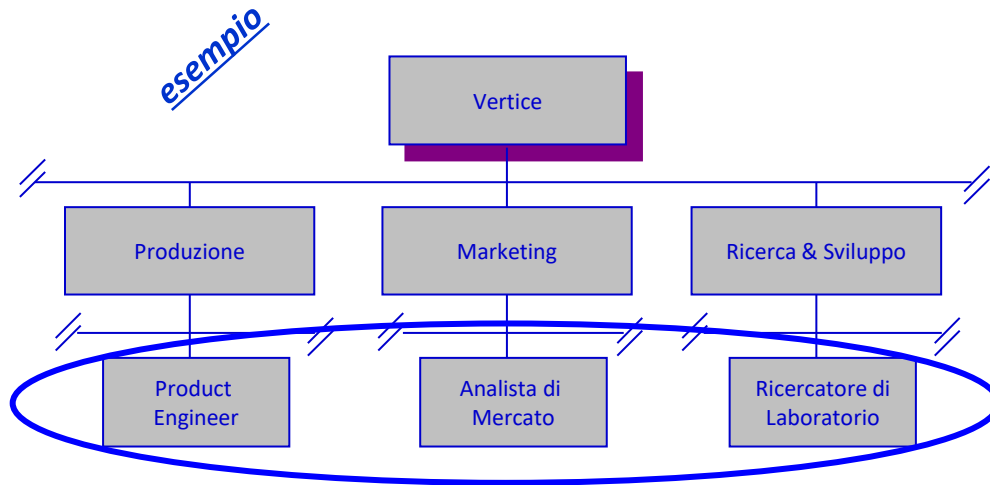 esempio
Vertice
Produzione
Marketing
Ricerca & Sviluppo
Product
Engineer
Analista di
Mercato
Ricercatore di
Laboratorio